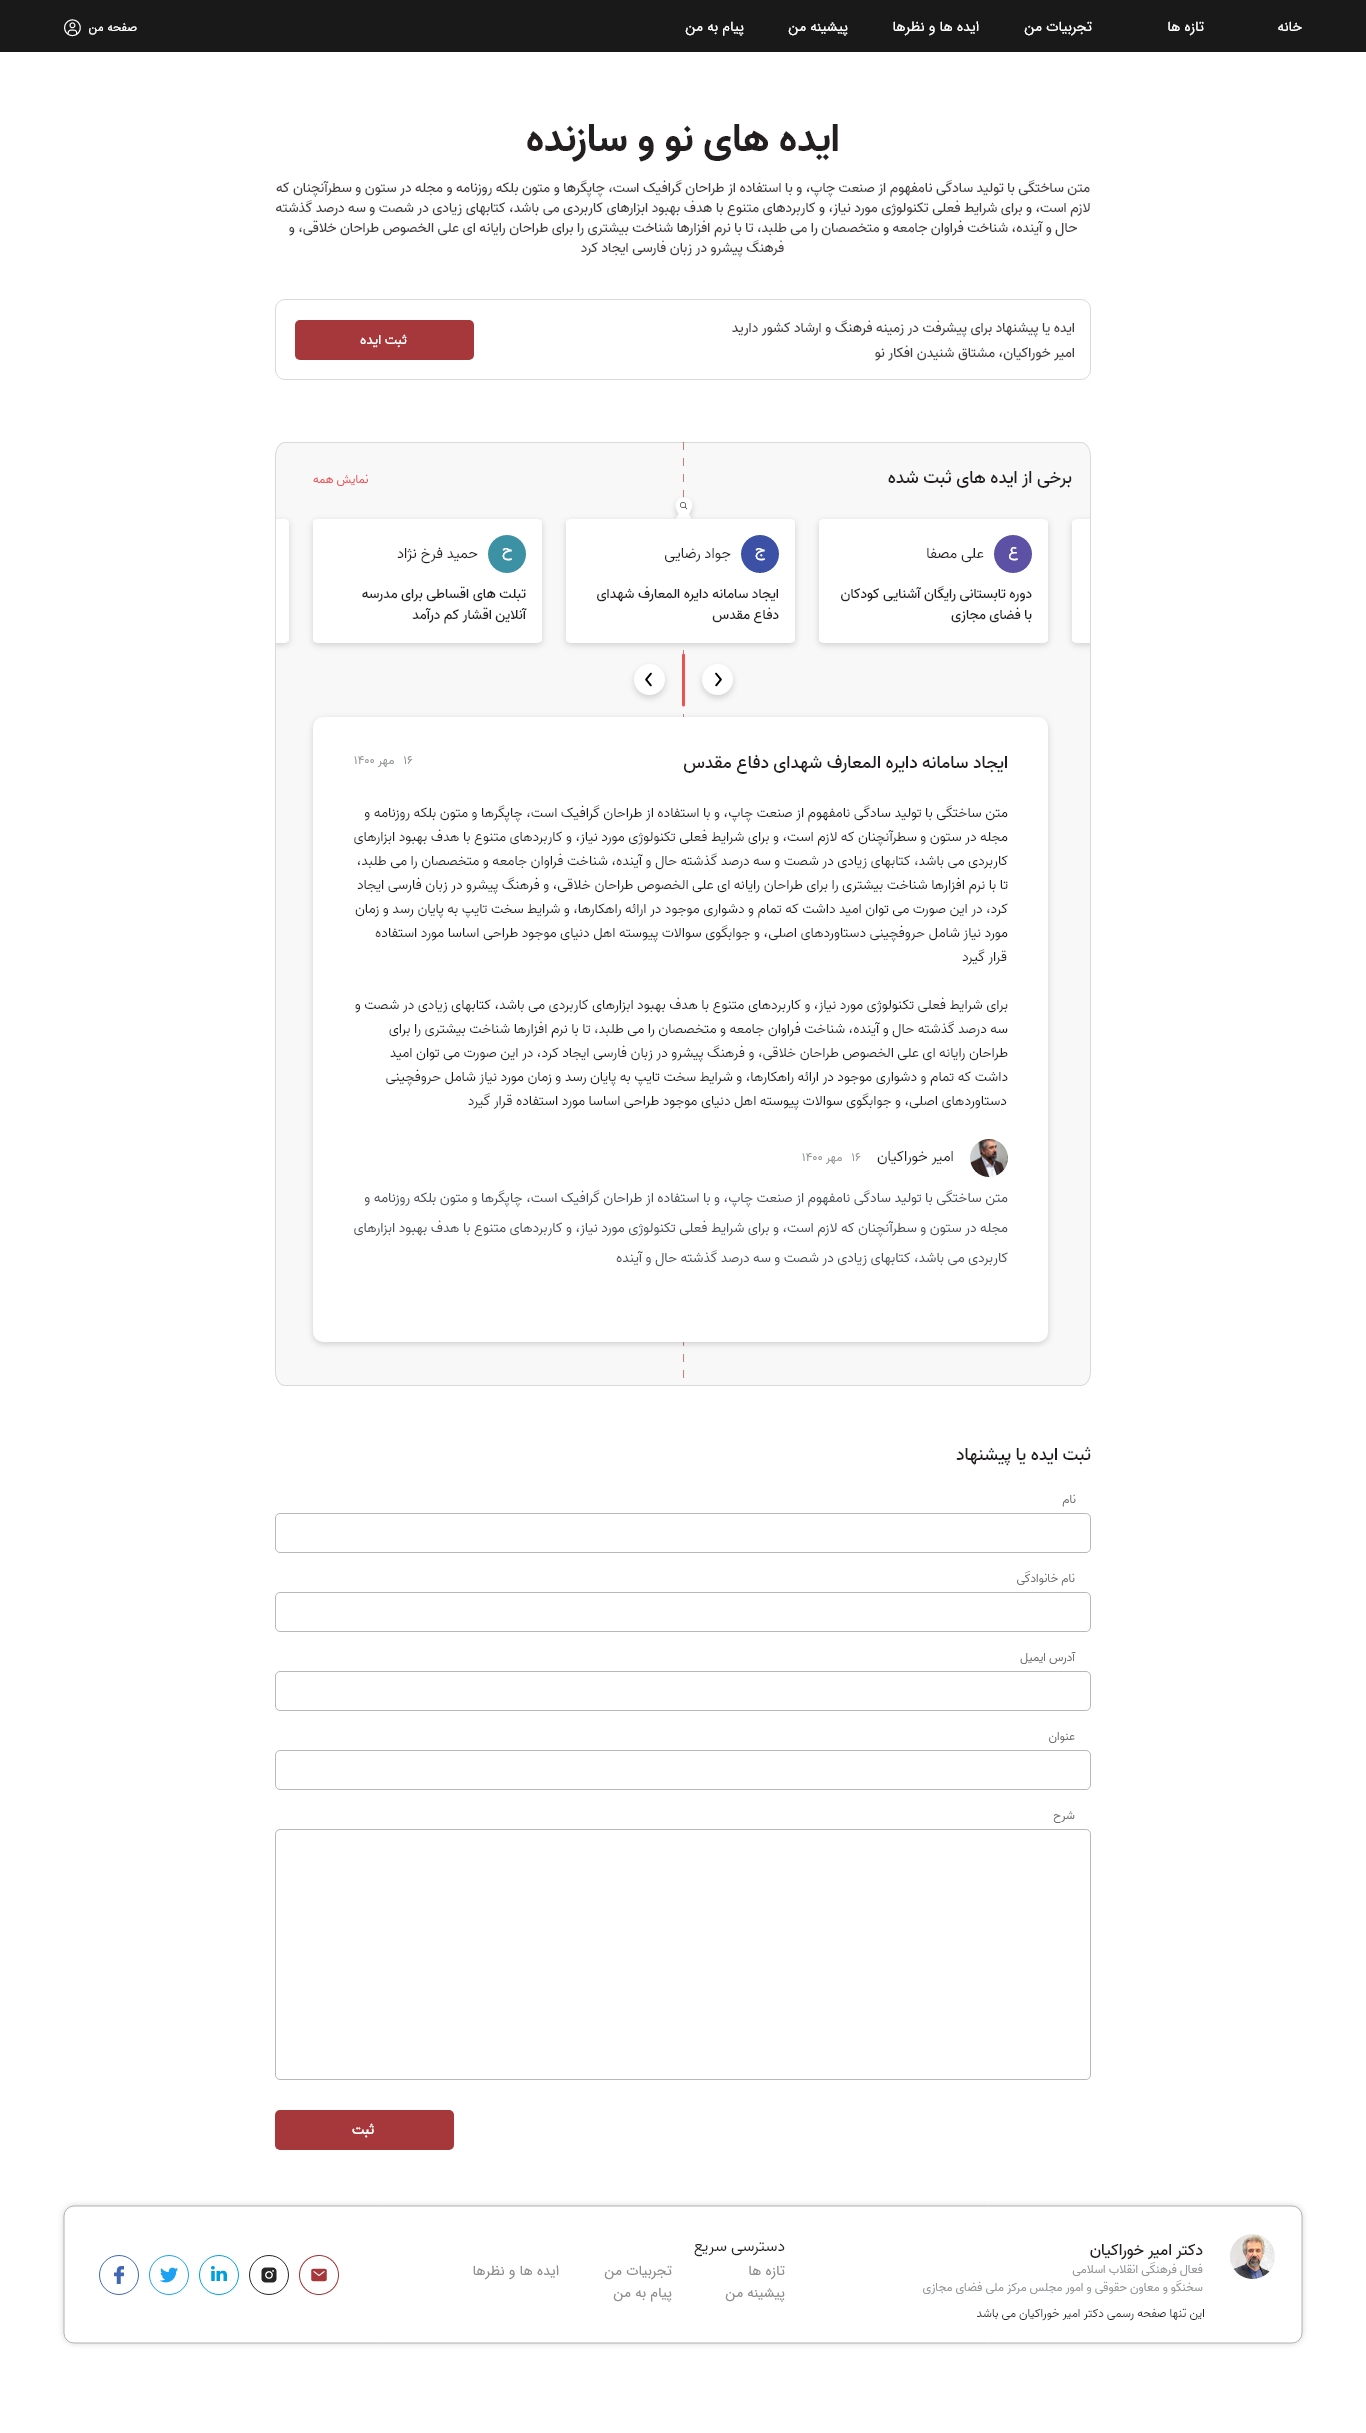 خانه
تازه ها
تجربیات من
ایده ها و نظرها
پیشینه من
پیام به من
صفحه من
ایده های نو و سازنده
متن ساختگی با تولید سادگی نامفهوم از صنعت چاپ، و با استفاده از طراحان گرافیک است، چاپگرها و متون بلکه روزنامه و مجله در ستون و سطرآنچنان که
لازم است، و برای شرایط فعلی تکنولوژی مورد نیاز، و کاربردهای متنوع با هدف بهبود ابزارهای کاربردی می باشد، کتابهای زیادی در شصت و سه درصد گذشته
حال و آینده، شناخت فراوان جامعه و متخصصان را می طلبد، تا با نرم افزارها شناخت بیشتری را برای طراحان رایانه ای علی الخصوص طراحان خلاقی، و
فرهنگ پیشرو در زبان فارسی ایجاد کرد
ایده یا پیشنهاد برای پیشرفت در زمینه فرهنگ و ارشاد کشور دارید
امیر خوراکیان، مشتاق شنیدن افکار نو
ثبت ایده
برخی از ایده های ثبت شده
نمایش همه
ع
علی مصفا
دوره تابستانی رایگان آشنایی کودکان
با فضای مجازی
ج
جواد رضایی
ایجاد سامانه دایره المعارف شهدای
دفاع مقدس
ح
حمید فرخ نژاد
تبلت های اقساطی برای مدرسه
آنلاین اقشار کم درآمد
ایجاد سامانه دایره المعارف شهدای دفاع مقدس
۱۶ مهر ۱۴۰۰
متن ساختگی با تولید سادگی نامفهوم از صنعت چاپ، و با استفاده از طراحان گرافیک است، چاپگرها و متون بلکه روزنامه و
مجله در ستون و سطرآنچنان که لازم است، و برای شرایط فعلی تکنولوژی مورد نیاز، و کاربردهای متنوع با هدف بهبود ابزارهای
کاربردی می باشد، کتابهای زیادی در شصت و سه درصد گذشته حال و آینده، شناخت فراوان جامعه و متخصصان را می طلبد،
تا با نرم افزارها شناخت بیشتری را برای طراحان رایانه ای علی الخصوص طراحان خلاقی، و فرهنگ پیشرو در زبان فارسی ایجاد
کرد، در این صورت می توان امید داشت که تمام و دشواری موجود در ارائه راهکارها، و شرایط سخت تایپ به پایان رسد و زمان
مورد نیاز شامل حروفچینی دستاوردهای اصلی، و جوابگوی سوالات پیوسته اهل دنیای موجود طراحی اساسا مورد استفاده
قرار گیرد
برای شرایط فعلی تکنولوژی مورد نیاز، و کاربردهای متنوع با هدف بهبود ابزارهای کاربردی می باشد، کتابهای زیادی در شصت و
سه درصد گذشته حال و آینده، شناخت فراوان جامعه و متخصصان را می طلبد، تا با نرم افزارها شناخت بیشتری را برای
طراحان رایانه ای علی الخصوص طراحان خلاقی، و فرهنگ پیشرو در زبان فارسی ایجاد کرد، در این صورت می توان امید
داشت که تمام و دشواری موجود در ارائه راهکارها، و شرایط سخت تایپ به پایان رسد و زمان مورد نیاز شامل حروفچینی
دستاوردهای اصلی، و جوابگوی سوالات پیوسته اهل دنیای موجود طراحی اساسا مورد استفاده قرار گیرد
امیر خوراکیان
۱۶ مهر ۱۴۰۰
متن ساختگی با تولید سادگی نامفهوم از صنعت چاپ، و با استفاده از طراحان گرافیک است، چاپگرها و متون بلکه روزنامه و
مجله در ستون و سطرآنچنان که لازم است، و برای شرایط فعلی تکنولوژی مورد نیاز، و کاربردهای متنوع با هدف بهبود ابزارهای
کاربردی می باشد، کتابهای زیادی در شصت و سه درصد گذشته حال و آینده
ثبت ایده یا پیشنهاد
نام
نام خانوادگی
آدرس ایمیل
عنوان
شرح
ثبت
دکتر امیر خوراکیان
فعال فرهنگی انقلاب اسلامی
سخنگو و معاون حقوقی و امور مجلس مرکز ملی فضای مجازی
این تنها صفحه رسمی دکتر امیر خوراکیان می باشد
دسترسی سریع
تازه ها
تجربیات من
ایده ها و نظرها
پیشینه من
پیام به من